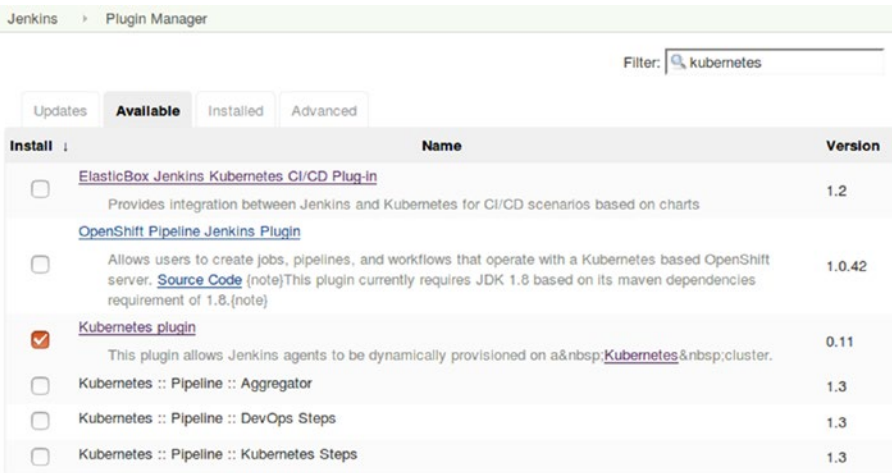 Jenkins › Plugin Manager
Filter: kubernetes
Updates Available Installed Advanced
Install ↓ Name Version
ElasticBox Jenkins Kubernetes CI/CD Plug-in
Provides integration between Jenkins and Kubernetes for CI/CD scenarios based on charts
1.2
OpenShift Pipeline Jenkins Plugin
Allows users to create jobs, pipelines, and workflows that operate with a Kubernetes based OpenShift
server. Source Code {note}This plugin currently requires JDK 1.8 based on its maven dependencies
requirement of 1.8.{note}
1.0.42
Kubernetes plugin
This plugin allows Jenkins agents to be dynamically provisioned on a&nbsp;Kubernetes&nbsp;cluster.
0.11
Kubernetes :: Pipeline :: Aggregator 1.3
Kubernetes :: Pipeline :: DevOps Steps 1.3
Kubernetes :: Pipeline :: Kubernetes Steps 1.3